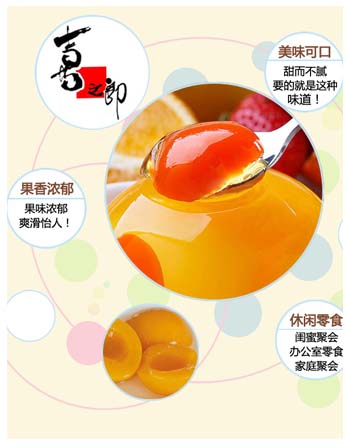 喜之郎
美味可口
甜而不腻
要的就是这种
味道！
果香浓郁
果味浓郁
爽滑怡人！
休闲零食
闺蜜聚会
办公室零食
家庭聚会